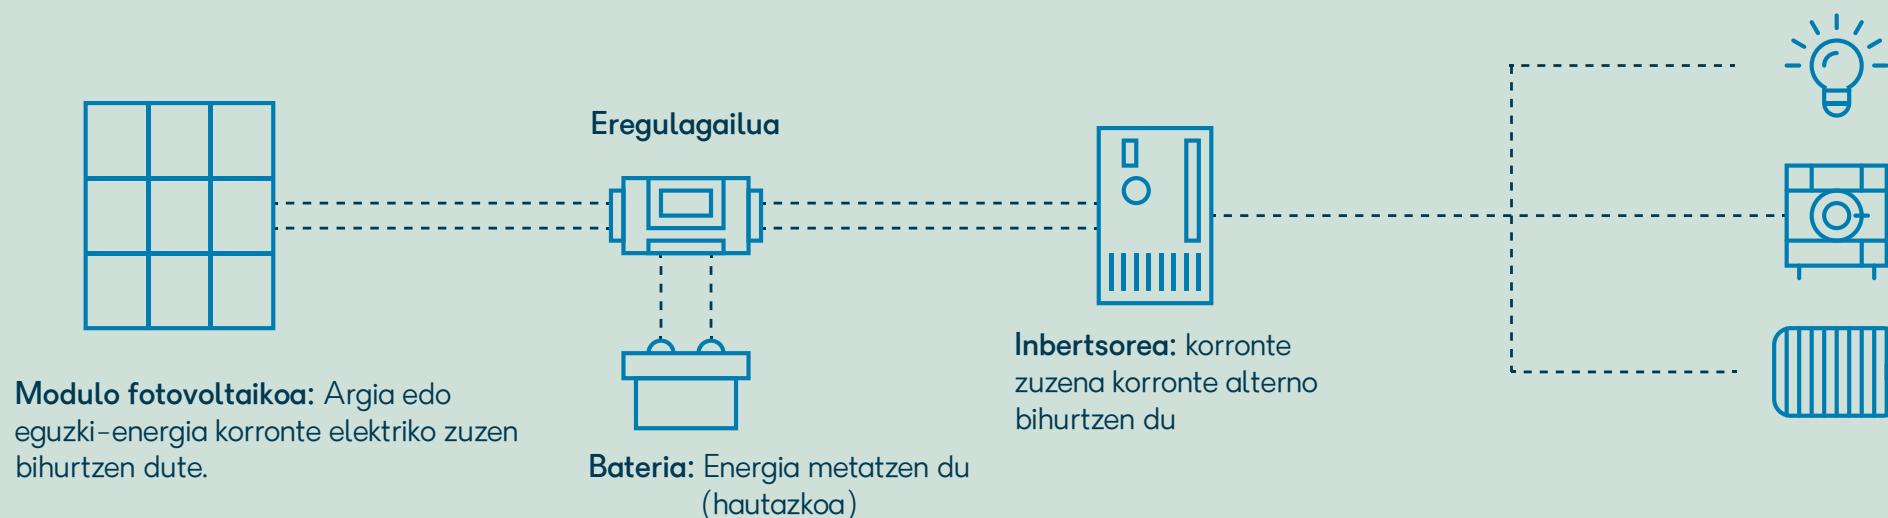 Eregulagailua
Modulo fotovoltaikoa: Argia edo
eguzki-energia korronte elektriko zuzen
bihurtzen dute.
Bateria: Energia metatzen du
(hautazkoa)
Inbertsorea: korronte
zuzena korronte alterno
bihurtzen du